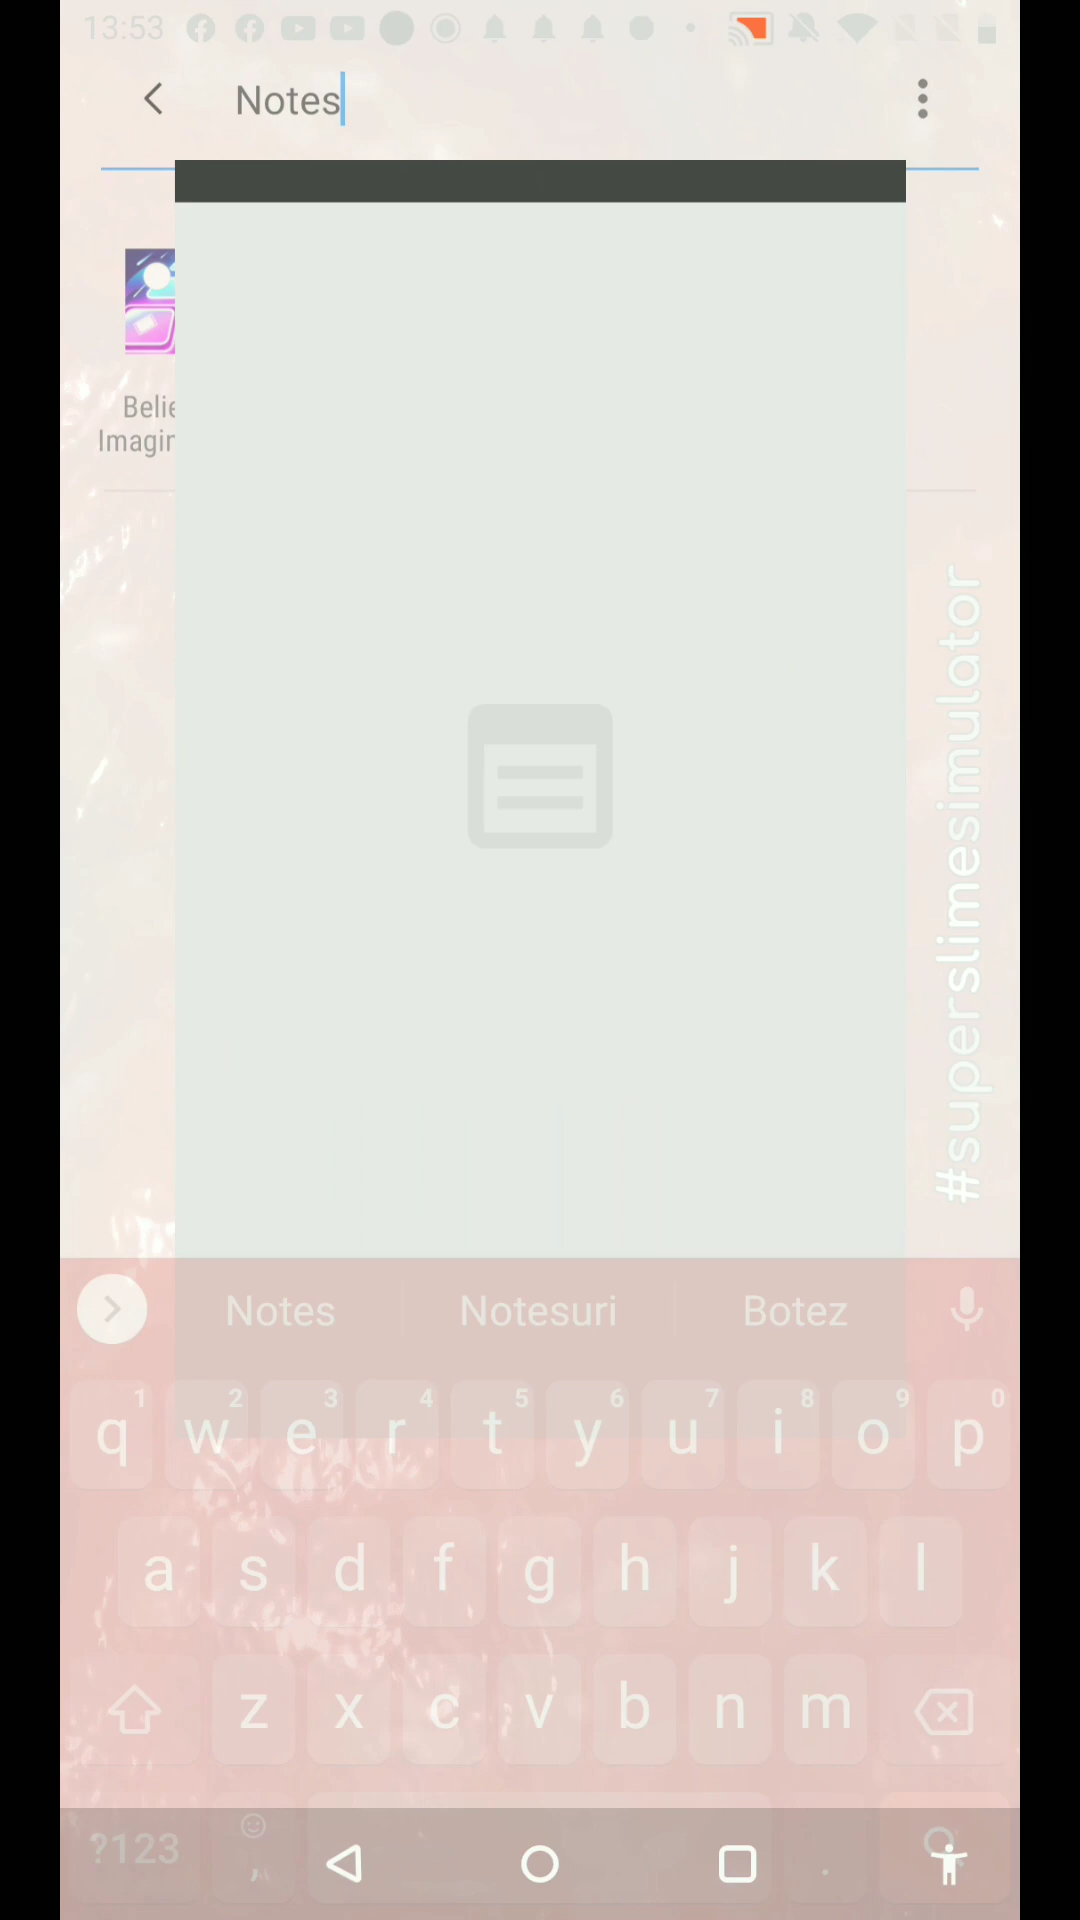 13:53
Notes
Belie
Imagin
#superslimesimulator
Notes Notesuri Botez
1 2 3 4 5 6 7 8 9 0
q w e r t y u i o p
a s d f g h j k l
z x c v b n m
?123 .